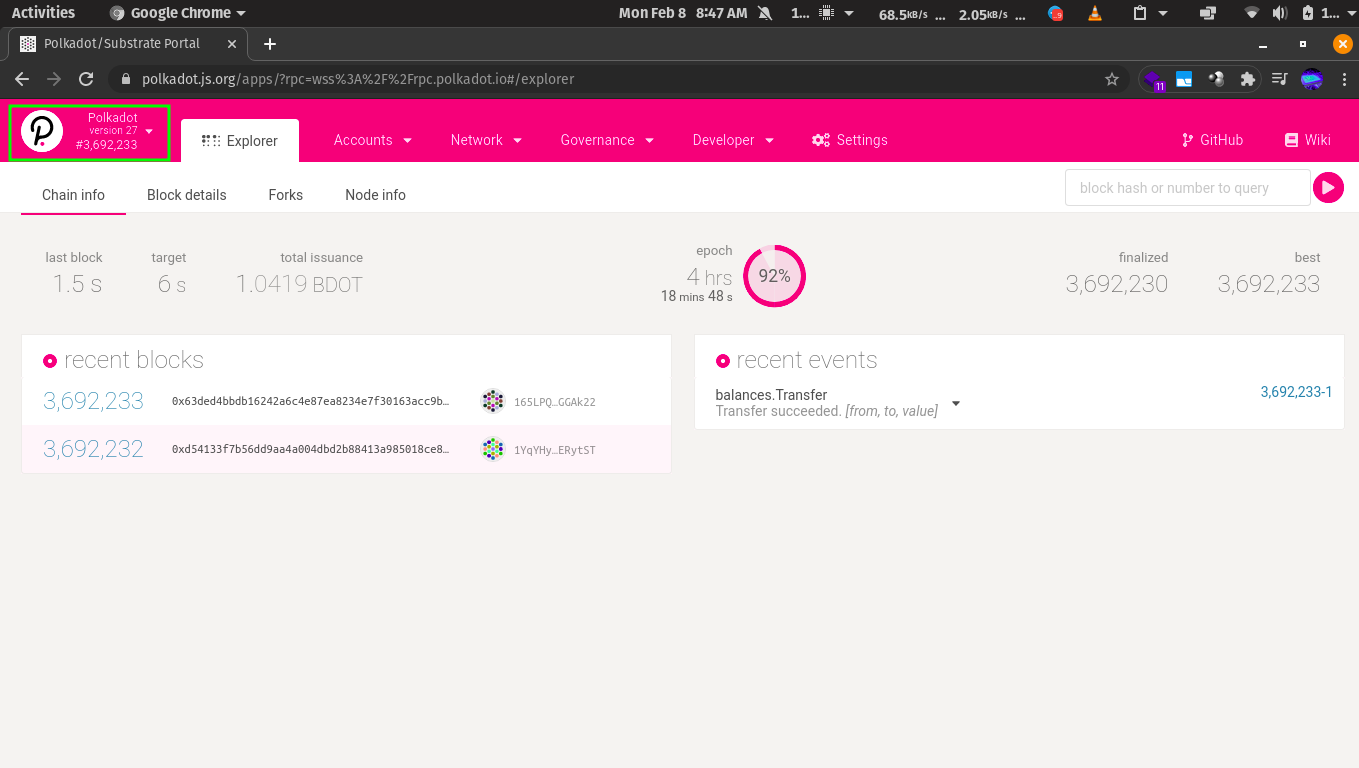 Activities
Google Chrome
Mon Feb 8 8:47 AM
1...
68.5kB/s ...
2.05kB/s ...
9
1...
Polkadot/Substrate Portal
polkadot.js.org/apps/?rpc=wss%3A%2F%2Frpc.polkadot.io#/explorer
11
Polkadot
version 27
#3,692,233
Explorer
Accounts
Network
Governance
Developer
Settings
GitHub
Wiki
Chain info
Block details
Forks
Node info
block hash or number to query
last block
1.5 s
target
6 s
total issuance
1.0419 BDOT
epoch
4 hrs
18 mins 48 s
92%
finalized
3,692,230
best
3,692,233
recent blocks
3,692,233 0x63ded4bbdb16242a6c4e87ea8234e7f30163acc9b… 165LPQ…GGAk22
3,692,232 0xd54133f7b56dd9aa4a004dbd2b88413a985018ce8… 1YqYHy…ERytST
recent events
balances.Transfer
3,692,233-1
Transfer succeeded. [from, to, value]